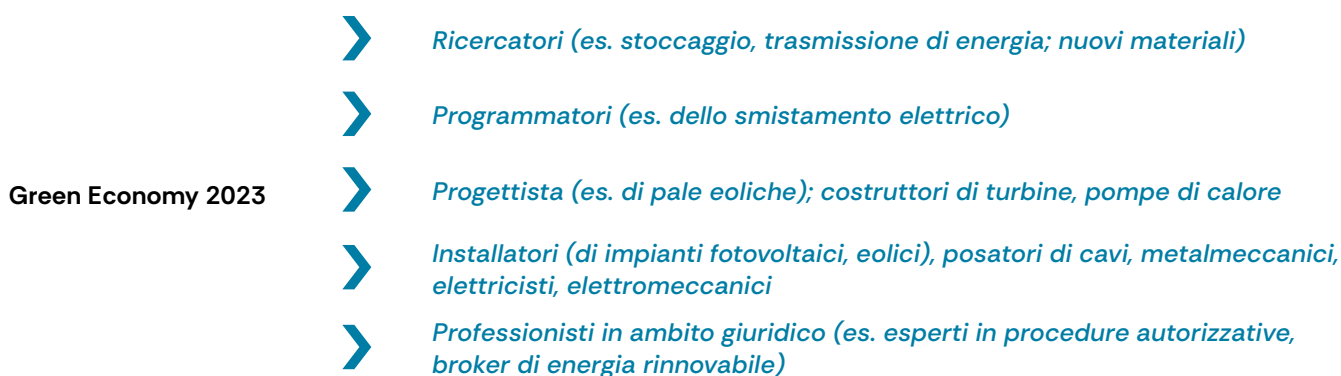 Ricercatori (es. stoccaggio, trasmissione di energia; nuovi materiali)
Programmatori (es. dello smistamento elettrico)
Green Economy 2023
Progettista (es. di pale eoliche); costruttori di turbine, pompe di calore
Installatori (di impianti fotovoltaici, eolici), posatori di cavi, metalmeccanici,
elettricisti, elettromeccanici
Professionisti in ambito giuridico (es. esperti in procedure autorizzative,
broker di energia rinnovabile)